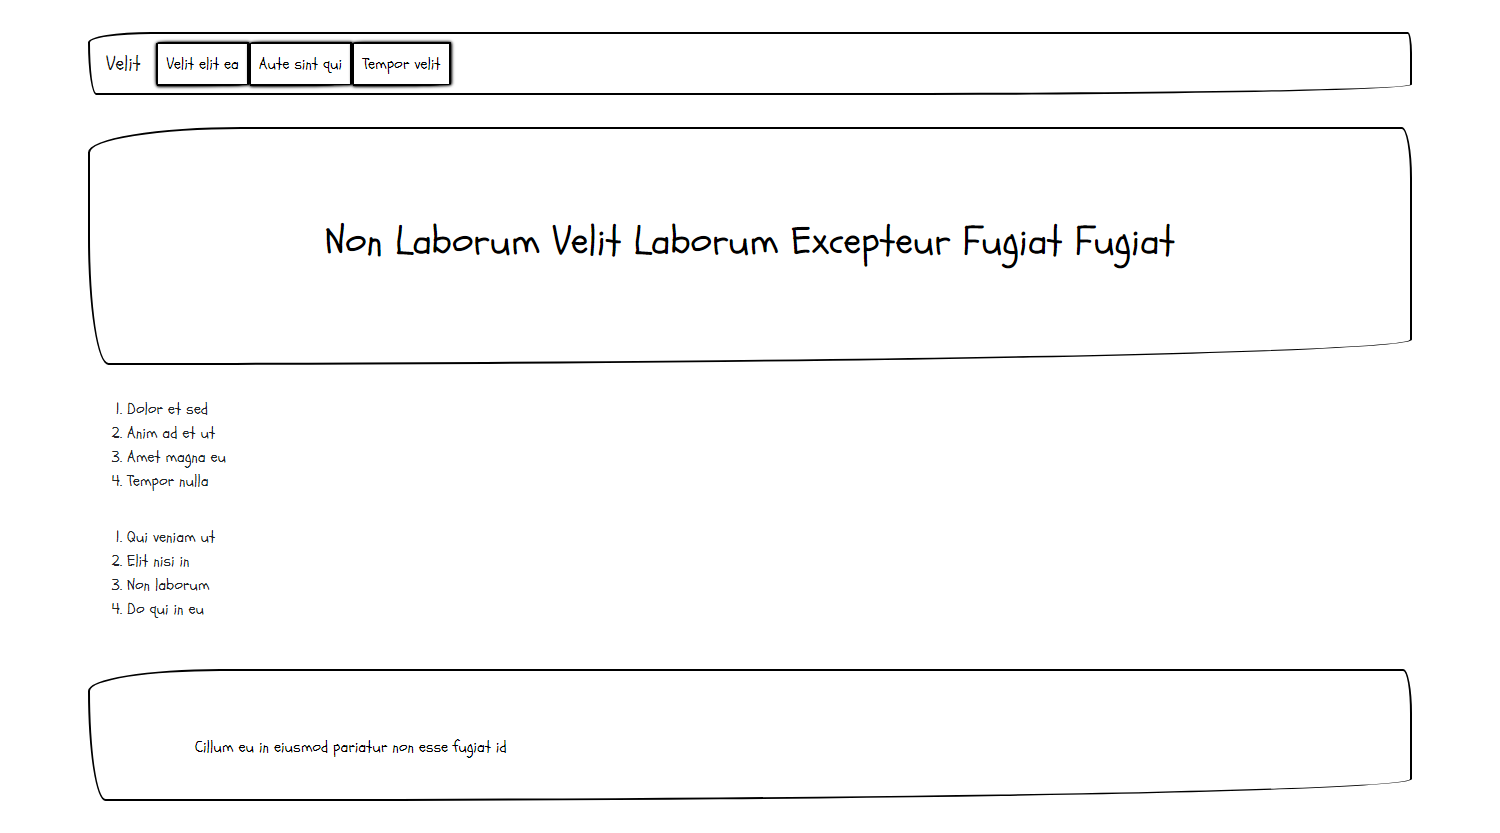 Velit Velit elit ea Aute sint qui Tempor velit
Non Laborum Velit Laborum Excepteur Fugiat Fugiat
1. Dolor et sed
2. Anim ad et ut
3. Amet magna eu
4. Tempor nulla
1. Qui veniam ut
2. Elit nisi in
3. Non laborum
4. Do qui in eu
Cillum eu in eiusmod pariatur non esse fugiat id